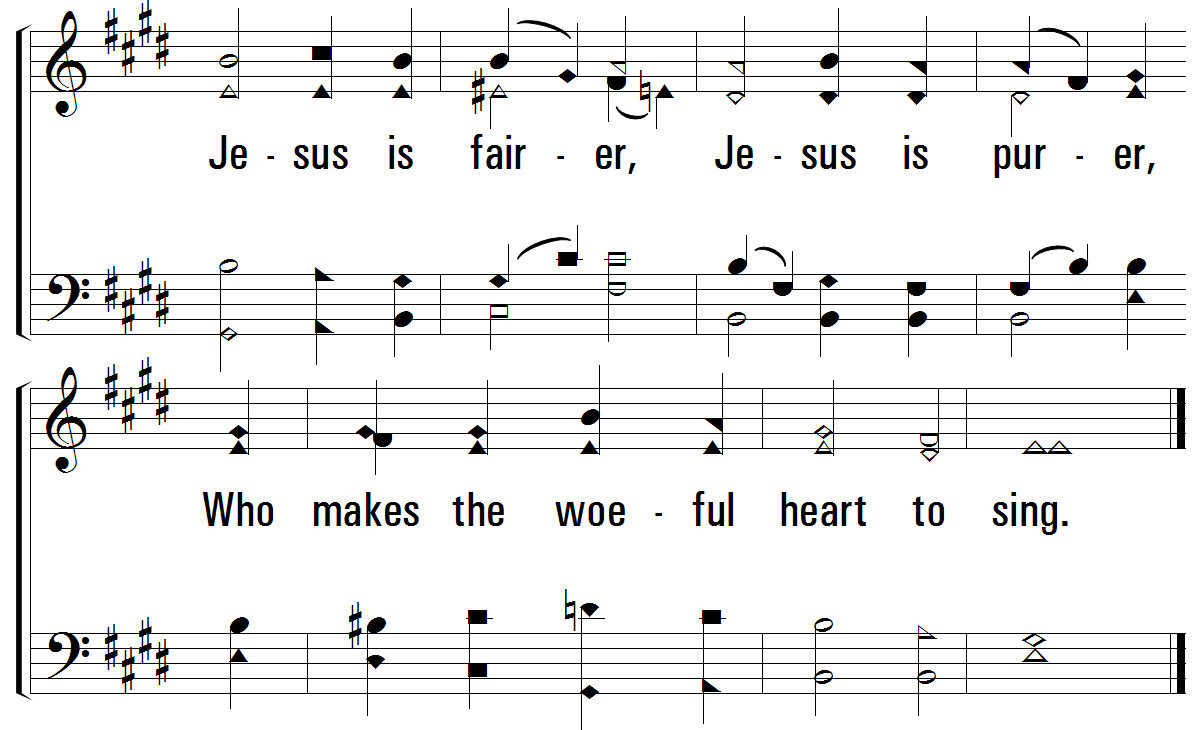 Je - sus is fair - er, Je - sus is pur - er,
Who makes the woe - ful heart to sing.